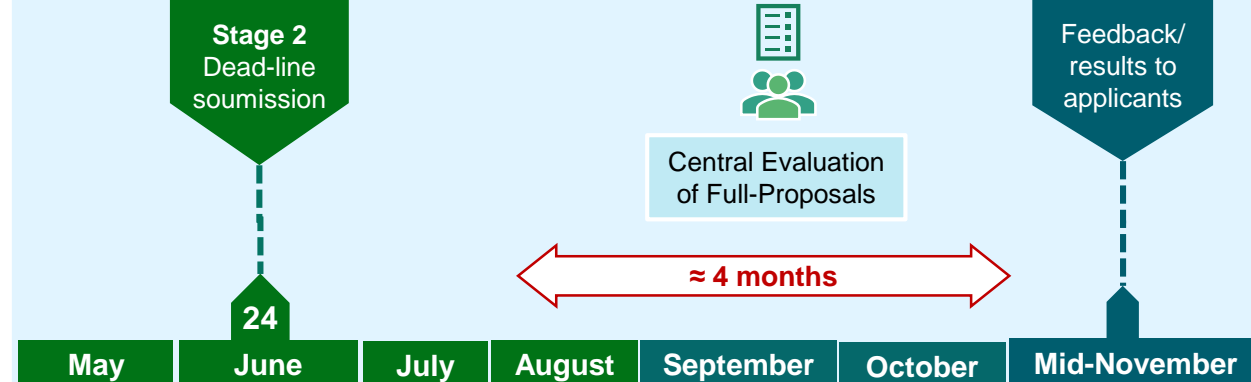 Stage 2
Dead-line
soumission
Feedback/
results to
applicants
Central Evaluation
of Full-Proposals
≈ 4 months
24
May
June
July
August
September
October
Mid-November